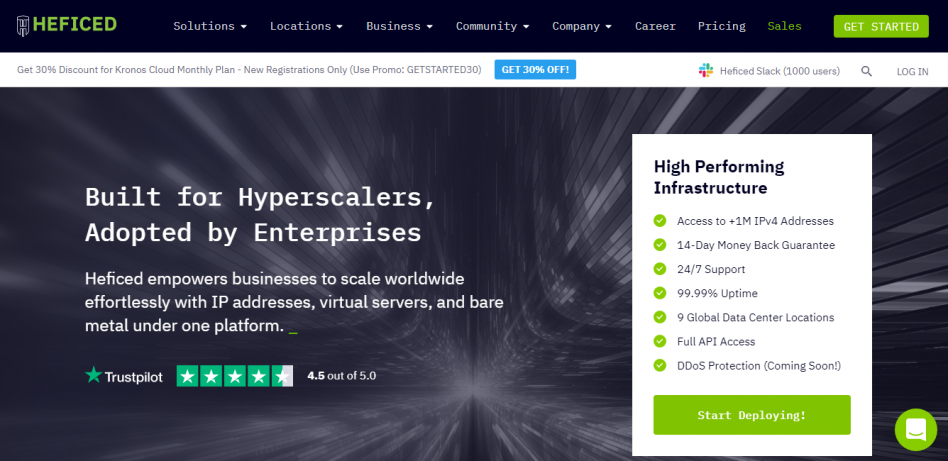 HEFICED
Solutions
Locations
Business
Community
Company
Career
Pricing
Sales
GET STARTED
Get 30% Discount for Kronos Cloud Monthly Plan - New Registrations Only (Use Promo: GETSTARTED30)
GET 30% OFF!
Heficed Slack (1000 users)
LOG IN
Built for Hyperscalers,
Adopted by Enterprises
Heficed empowers businesses to scale worldwide
effortlessly with IP addresses, virtual servers, and bare
metal under one platform. _
Trustpilot
4.5 out of 5.0
High Performing
Infrastructure
Access to +1M IPv4 Addresses
14-Day Money Back Guarantee
24/7 Support
99.99% Uptime
9 Global Data Center Locations
Full API Access
DDoS Protection (Coming Soon!)
Start Deploying!